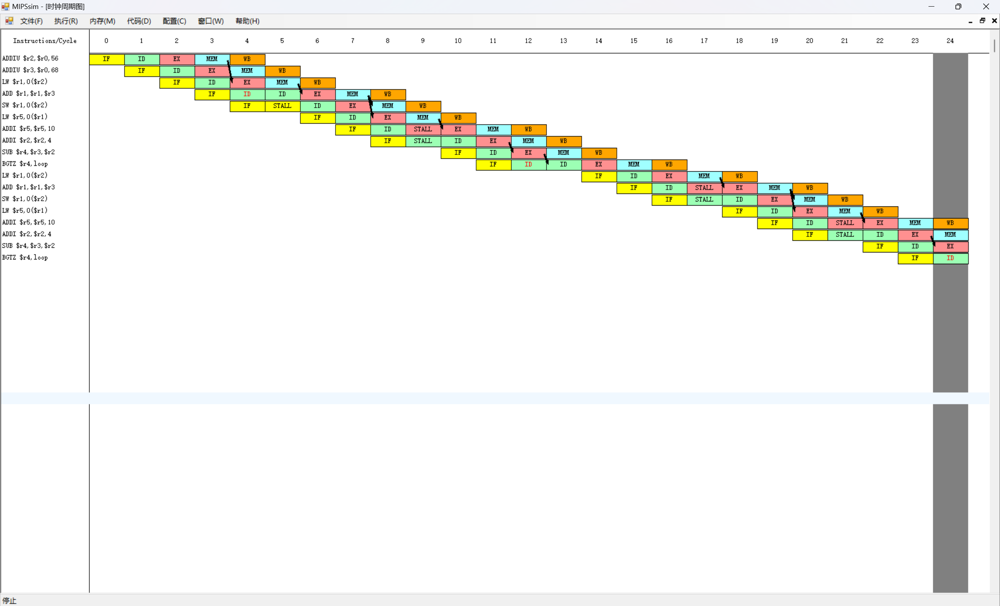 MIPSsim - [时钟周期图]
文件(F) 执行(R) 内存(M) 代码(D) 配置(C) 窗口(W) 帮助(H)
Instructions/Cycle 0 1 2 3 4 5 6 7 8 9 10 11 12 13 14 15 16 17 18 19 20 21 22 23 24
ADDIU $r2,$r0,56 IF ID EX MEM WB
ADDIU $r3,$r0,68 IF ID EX MEM WB
LW $r1,0($r2) IF ID EX MEM WB
ADD $r1,$r1,$r3 IF ID ID EX MEM WB
SW $r1,0($r2) IF STALL ID EX MEM WB
LW $r5,0($r1) IF ID EX MEM WB
ADDI $r5,$r5,10 IF ID STALL EX MEM WB
ADDI $r2,$r2,4 IF STALL ID EX MEM WB
SUB $r4,$r3,$r2 IF ID EX MEM WB
BGTZ $r4,loop IF ID ID EX MEM WB
LW $r1,0($r2) IF ID EX MEM WB
ADD $r1,$r1,$r3 IF ID STALL EX MEM WB
SW $r1,0($r2) IF STALL ID EX MEM WB
LW $r5,0($r1) IF ID EX MEM WB
ADDI $r5,$r5,10 IF ID STALL EX MEM WB
ADDI $r2,$r2,4 IF STALL ID EX MEM
SUB $r4,$r3,$r2 IF ID EX
BGTZ $r4,loop IF ID
停止